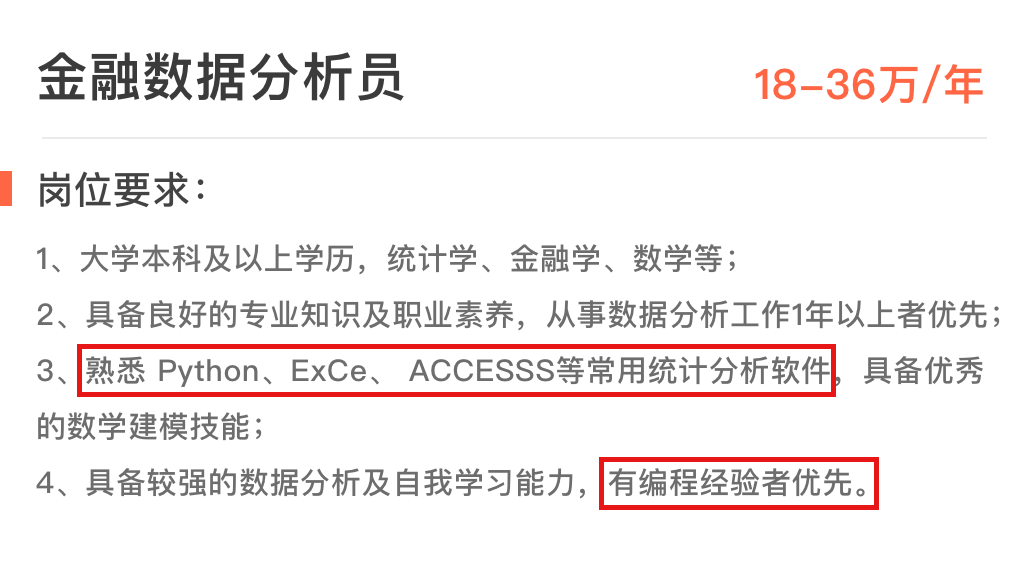 金融数据分析员
18-36万/年
岗位要求：
1、大学本科及以上学历，统计学、金融学、数学等；
2、具备良好的专业知识及职业素养，从事数据分析工作1年以上者优先；
3、熟悉 Python、ExCe、 ACCESSS等常用统计分析软件，具备优秀
的数学建模技能；
4、具备较强的数据分析及自我学习能力，有编程经验者优先。